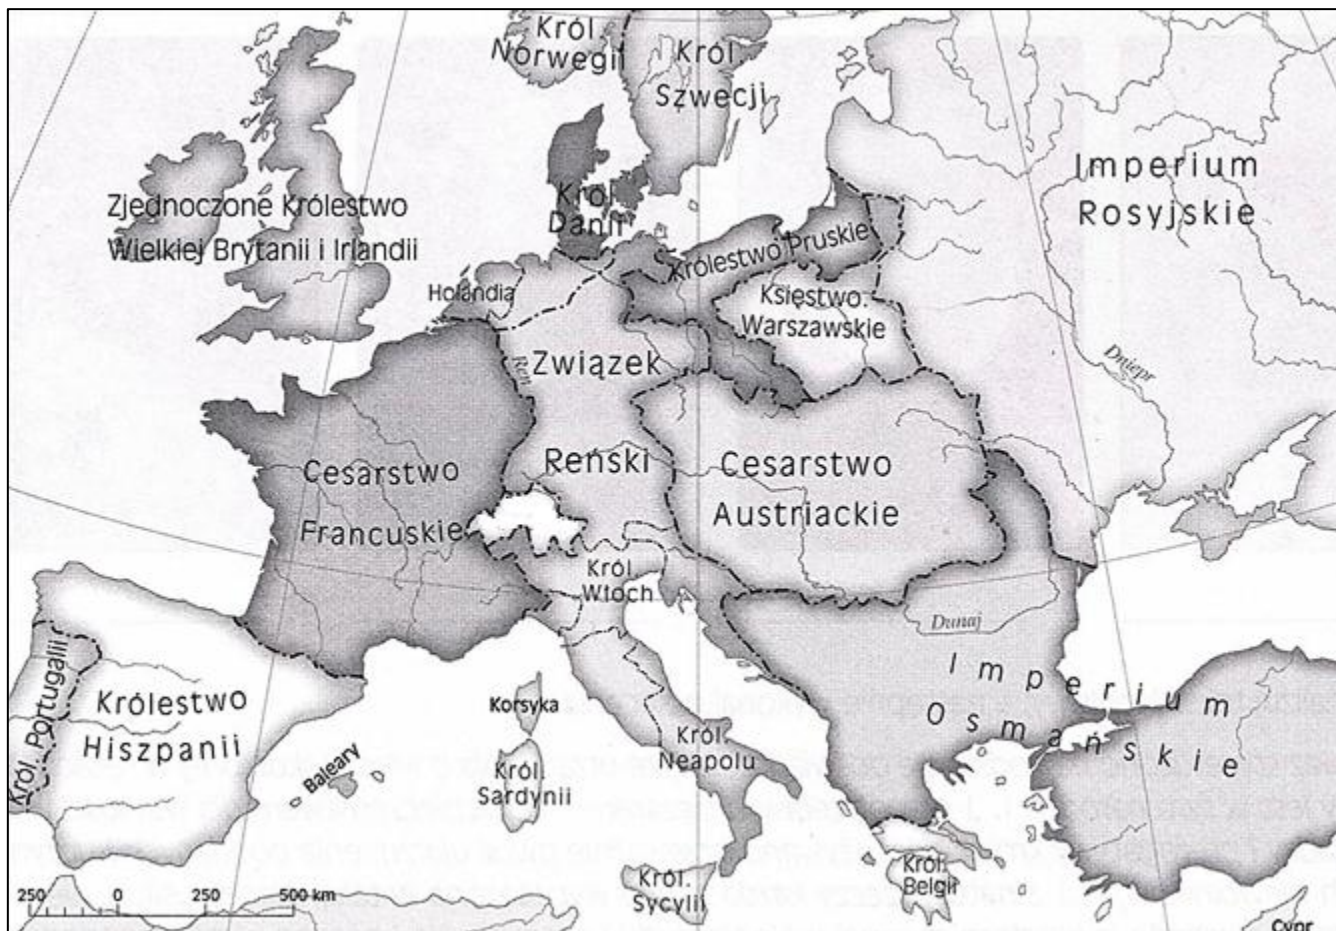 Król.
Norwegii
Król.
Szwecji
Imperium
Rosyjskie
Zjednoczone Królestwo
Wielkiej Brytanii i Irlandii
Król.
Danii
Królestwo Pruskie
Holandia
Księstwo.
Warszawskie
Związek
Ren
Dniepr
Reński
Cesarstwo
Francuskie
Cesarstwo
Austriackie
Król.
Włoch
Dunaj
Imperium
Osmańskie
Król. Portugalii
Królestwo
Hiszpanii
Baleary
Korsyka
Król.
Sardynii
Król.
Neapolu
Król.
Sycylii
Król.
Belgii
Cypr
250 0 250 500 km